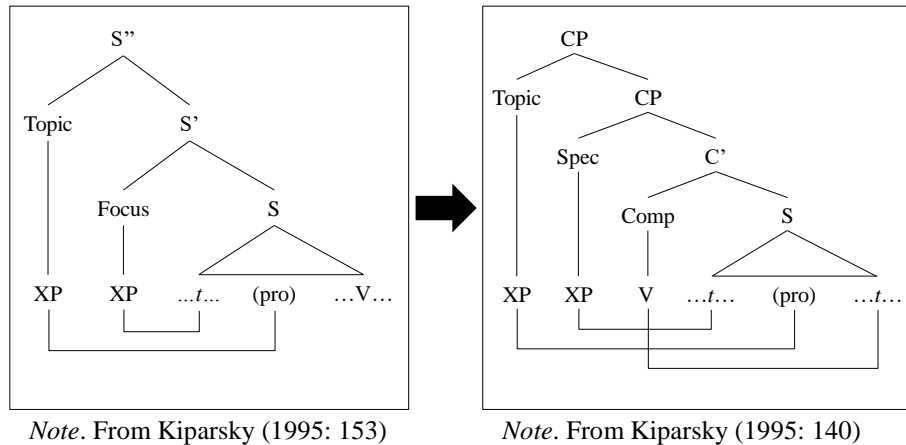 S’’
Topic S’
Focus S
XP XP ...t... (pro) ...V...
Note. From Kiparsky (1995: 153)
CP
Topic CP
Spec C’
Comp S
XP XP V ...t... (pro) ...t...
Note. From Kiparsky (1995: 140)